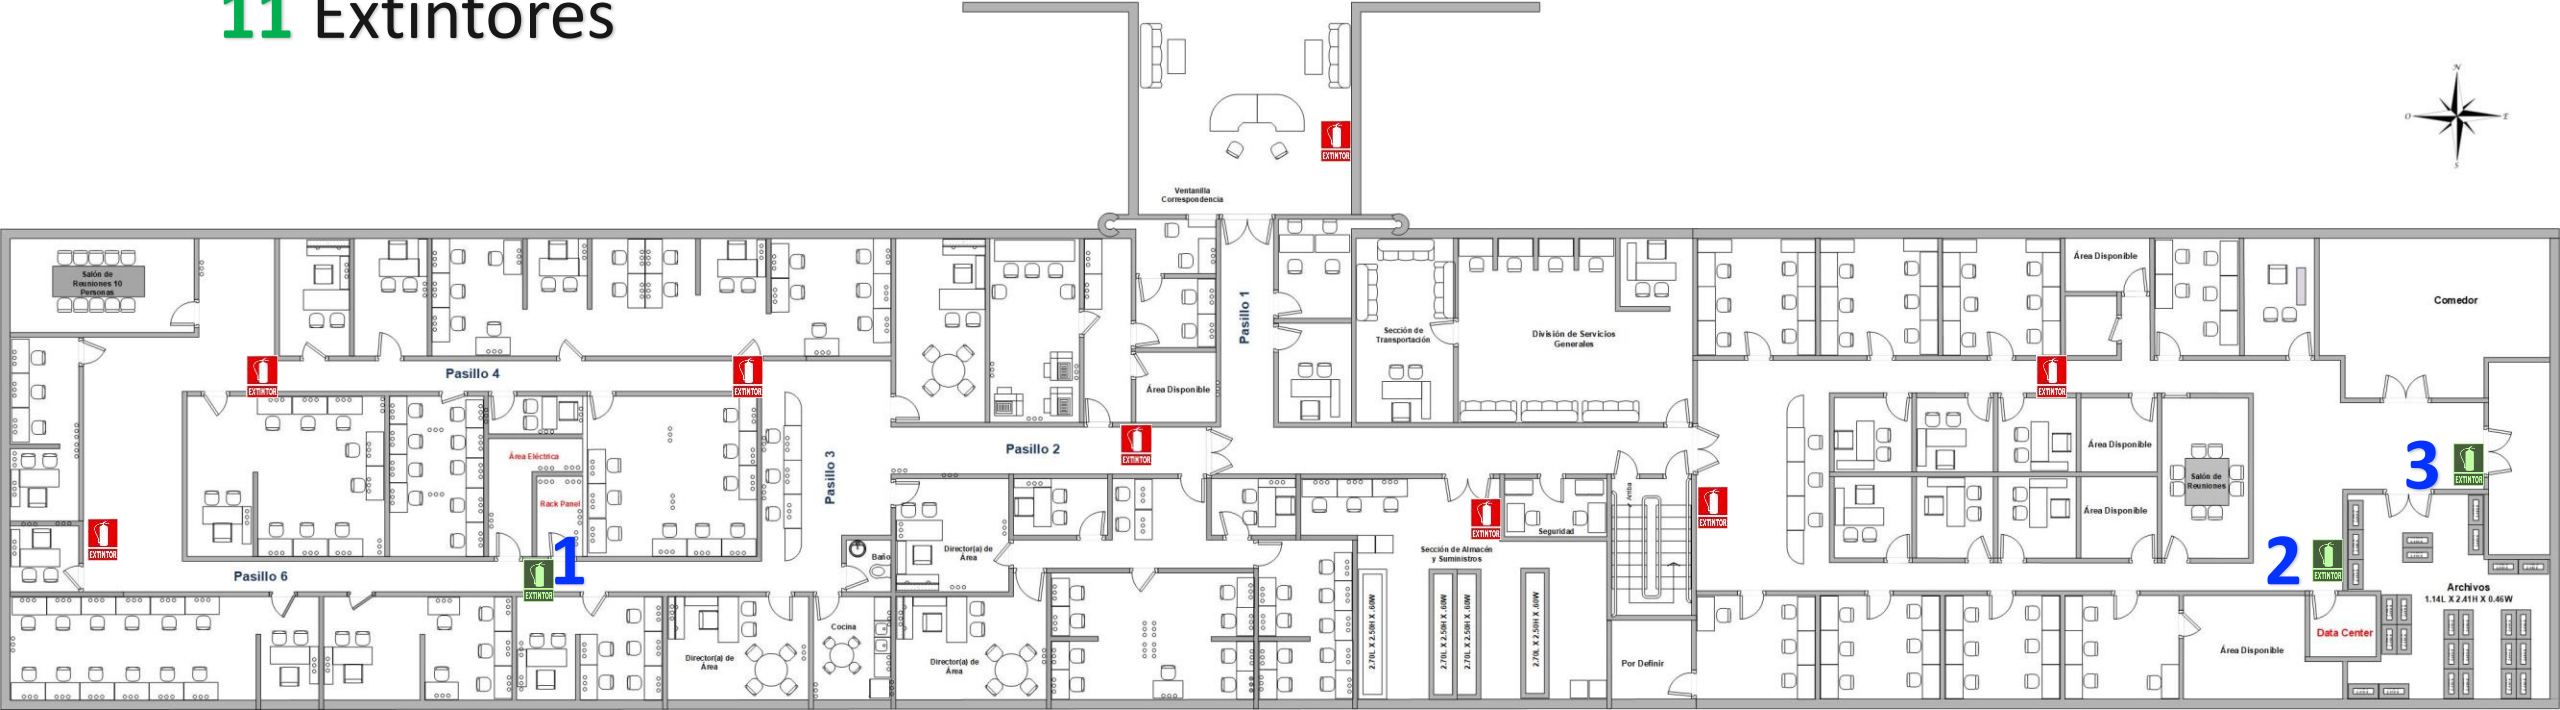 11 Extintores
N
O
E
S
EXTINTOR
Ventanilla
Correspondencia
Salón de
Reuniones 10
Personas
Pasillo 1
Sección de
Transportación
División de Servicios
Generales
Área Disponible
Comedor
EXTINTOR
Pasillo 4
EXTINTOR
EXTINTOR
Área Disponible
Pasillo 2
EXTINTOR
Área Eléctrica
Pasillo 3
Rack Panel
Área Disponible
Salón de
Reuniones
3
EXTINTOR
Arriba
EXTINTOR
EXTINTOR
Seguridad
Área Disponible
EXTINTOR
1
Baño
Director(a) de
Área
Sección de Almacén
y Suministros
2
EXTINTOR
Pasillo 6
EXTINTOR
Archivos
1.14L X 2.41H X 0.46W
Cocina
2.70L X 2.50H X .60W
2.70L X 2.50H X .60W
2.70L X 2.50H X .60W
2.70L X 2.50H X .60W
Data Center
Director(a) de
Área
Director(a) de
Área
Por Definir
Área Disponible